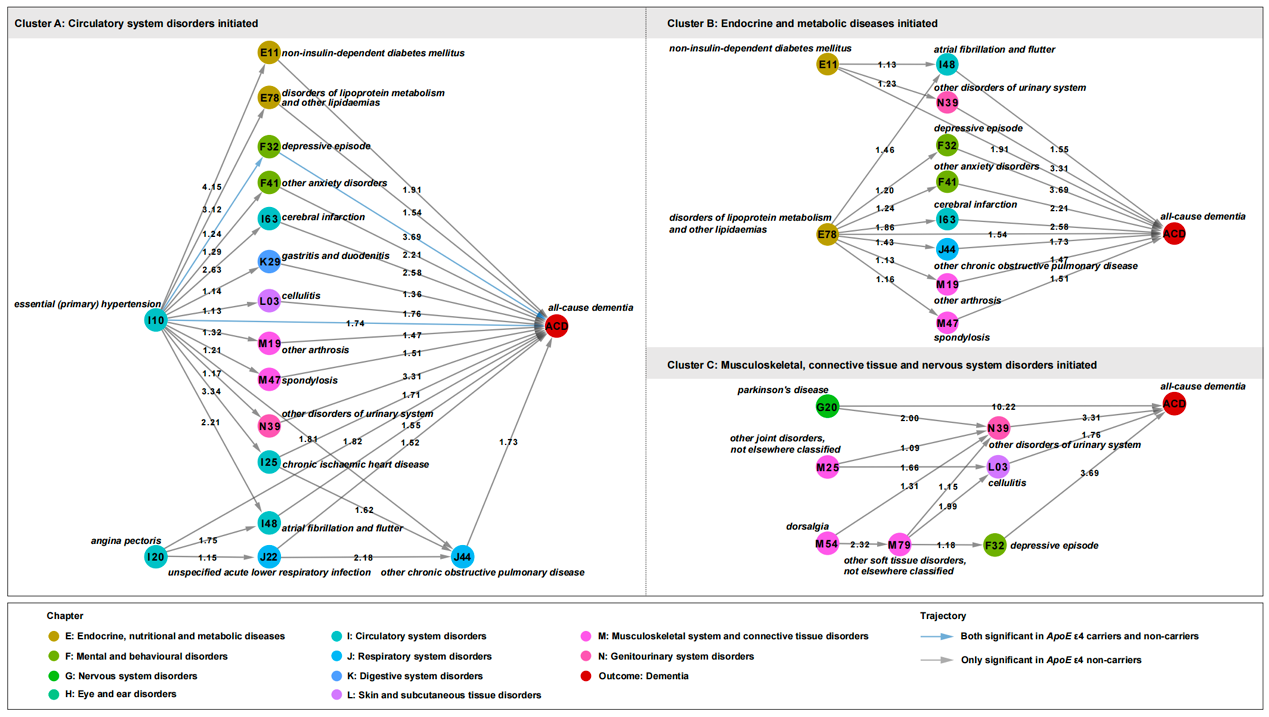 Cluster A: Circulatory system disorders initiated
E11 non-insulin-dependent diabetes mellitus
E78 disorders of lipoprotein metabolism
and other lipidaemias
F32 depressive episode
F41 other anxiety disorders
I63 cerebral infarction
K29 gastritis and duodenitis
L03 cellulitis
essential (primary) hypertension
I10
M19
other arthrosis
M47 spondylosis
N39
other disorders of urinary system
I25
chronic ischaemic heart disease
I48
atrial fibrillation and flutter
angina pectoris
I20
J22
unspecified acute lower respiratory infection
J44
other chronic obstructive pulmonary disease
all-cause dementia
ACD
4.15
3.12
1.24
1.29
2.63
1.14
1.13
1.32
1.21
1.17
3.34
2.21
1.91
1.54
3.69
2.21
2.58
1.36
1.76
1.74
1.47
1.51
3.31
1.71
1.55
1.52
1.81
1.82
1.62
1.73
1.75
1.15
2.18
Cluster B: Endocrine and metabolic diseases initiated
non-insulin-dependent diabetes mellitus
E11
atrial fibrillation and flutter
I48
other disorders of urinary system
N39
depressive episode
F32
other anxiety disorders
F41
cerebral infarction
I63
disorders of lipoprotein metabolism
and other lipidaemias
E78
J44
other chronic obstructive pulmonary disease
M19
other arthrosis
M47
spondylosis
all-cause dementia
ACD
1.13
1.23
1.46
1.20
1.24
1.86
1.43
1.13
1.16
1.55
1.91
3.31
3.69
2.21
2.58
1.54
1.73
1.47
1.51
Cluster C: Musculoskeletal, connective tissue and nervous system disorders initiated
parkinson's disease
G20
all-cause dementia
ACD
N39
other disorders of urinary system
other joint disorders,
not elsewhere classified
M25
L03
cellulitis
dorsalgia
M54
M79
other soft tissue disorders,
not elsewhere classified
F32 depressive episode
10.22
2.00
3.31
1.76
1.09
1.66
1.31
1.15
1.99
3.69
2.32
1.18
Chapter
E: Endocrine, nutritional and metabolic diseases
F: Mental and behavioural disorders
G: Nervous system disorders
H: Eye and ear disorders
I: Circulatory system disorders
J: Respiratory system disorders
K: Digestive system disorders
L: Skin and subcutaneous tissue disorders
M: Musculoskeletal system and connective tissue disorders
N: Genitourinary system disorders
Outcome: Dementia
Trajectory
Both significant in ApoE ε4 carriers and non-carriers
Only significant in ApoE ε4 non-carriers